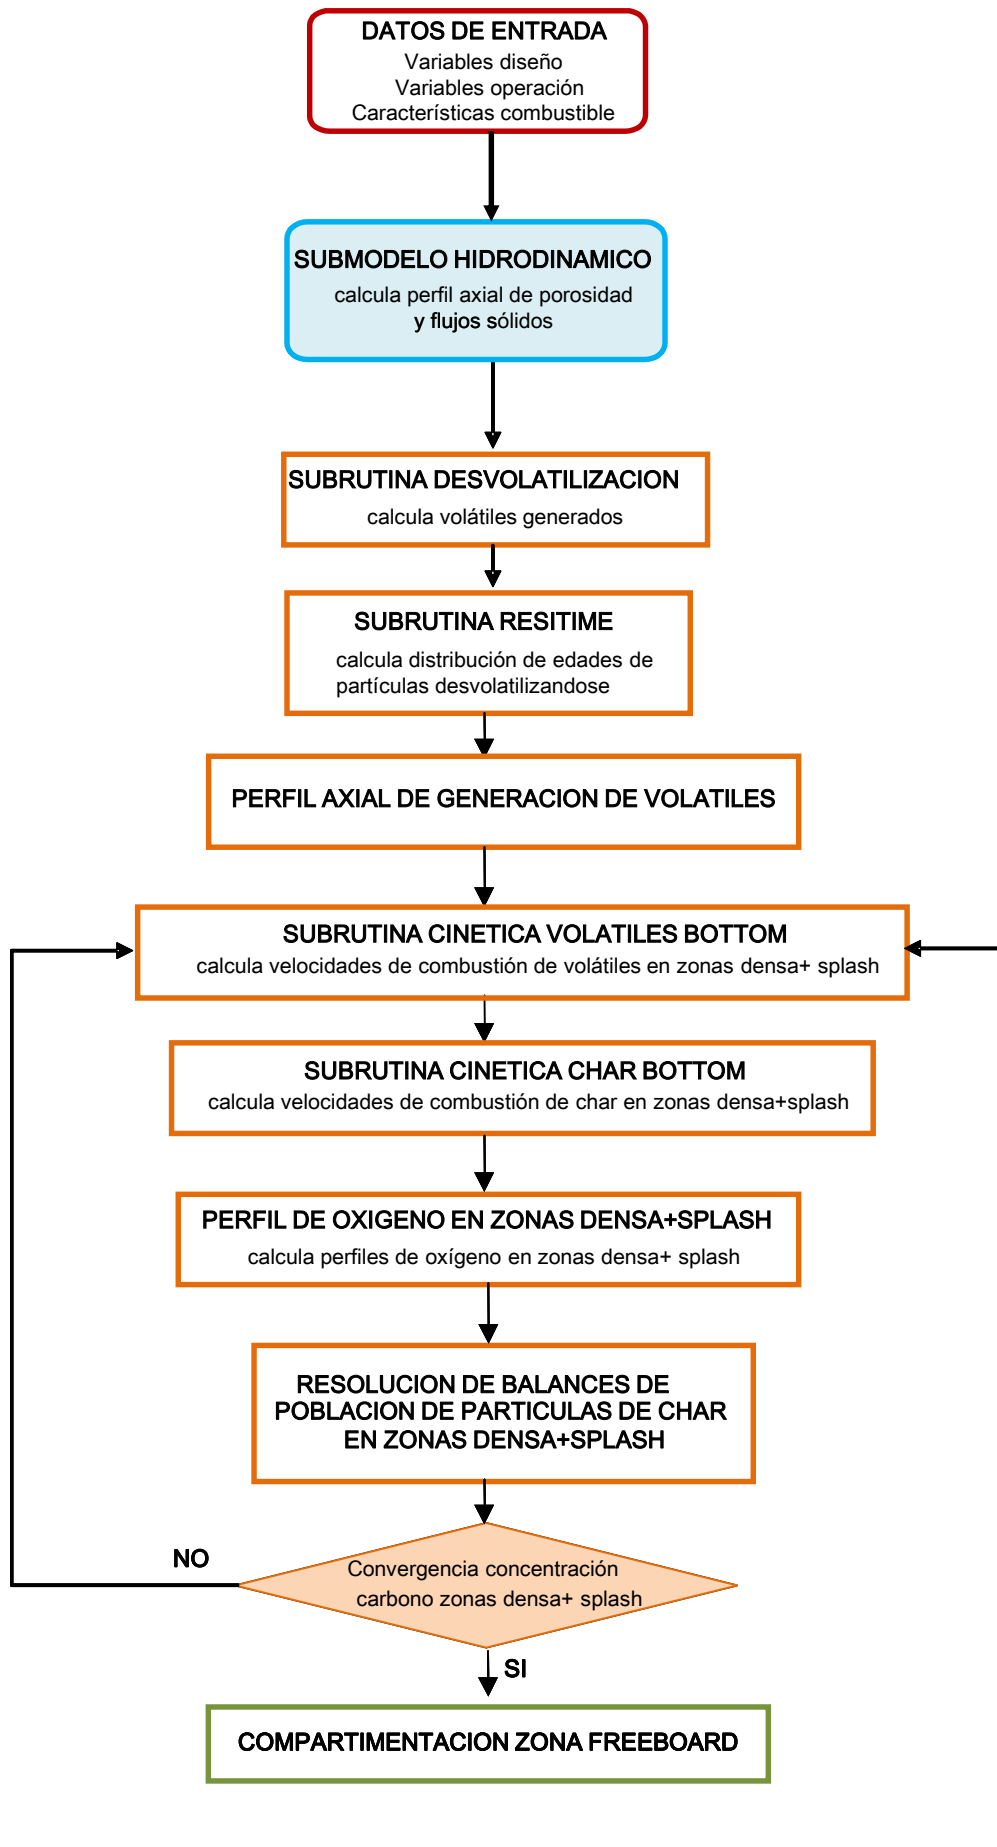 DATOS DE ENTRADA
Variables diseño
Variables operación
Características combustible
SUBMODELO HIDRODINAMICO
calcula perfil axial de porosidad
y flujos sólidos
SUBRUTINA DESVOLATILIZACION
calcula volátiles generados
SUBRUTINA RESITIME
calcula distribución de edades de
partículas desvolatilizandose
PERFIL AXIAL DE GENERACION DE VOLATILES
SUBRUTINA CINETICA VOLATILES BOTTOM
calcula velocidades de combustión de volátiles en zonas densa+ splash
SUBRUTINA CINETICA CHAR BOTTOM
calcula velocidades de combustión de char en zonas densa+splash
PERFIL DE OXIGENO EN ZONAS DENSA+SPLASH
calcula perfiles de oxígeno en zonas densa+ splash
RESOLUCION DE BALANCES DE
POBLACION DE PARTICULAS DE CHAR
EN ZONAS DENSA+SPLASH
NO
Convergencia concentración
carbono zonas densa+ splash
SI
COMPARTIMENTACION ZONA FREEBOARD